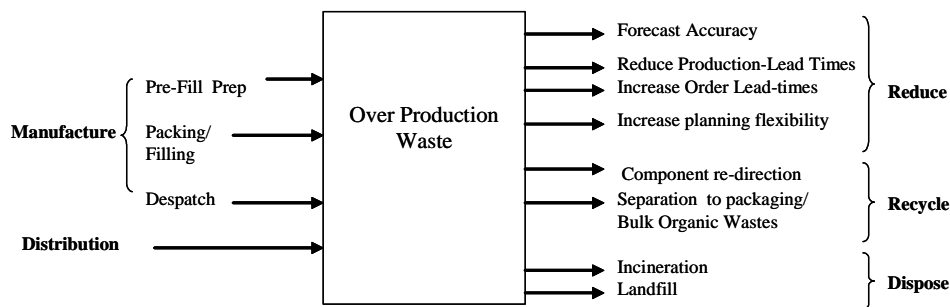 Manufacture
Pre-Fill Prep
Packing/
Filling
Despatch
Distribution
Over Production
Waste
Forecast Accuracy
Reduce Production-Lead Times
Increase Order Lead-times
Increase planning flexibility
Reduce
Component re-direction
Separation to packaging/
Bulk Organic Wastes
Recycle
Incineration
Landfill
Dispose